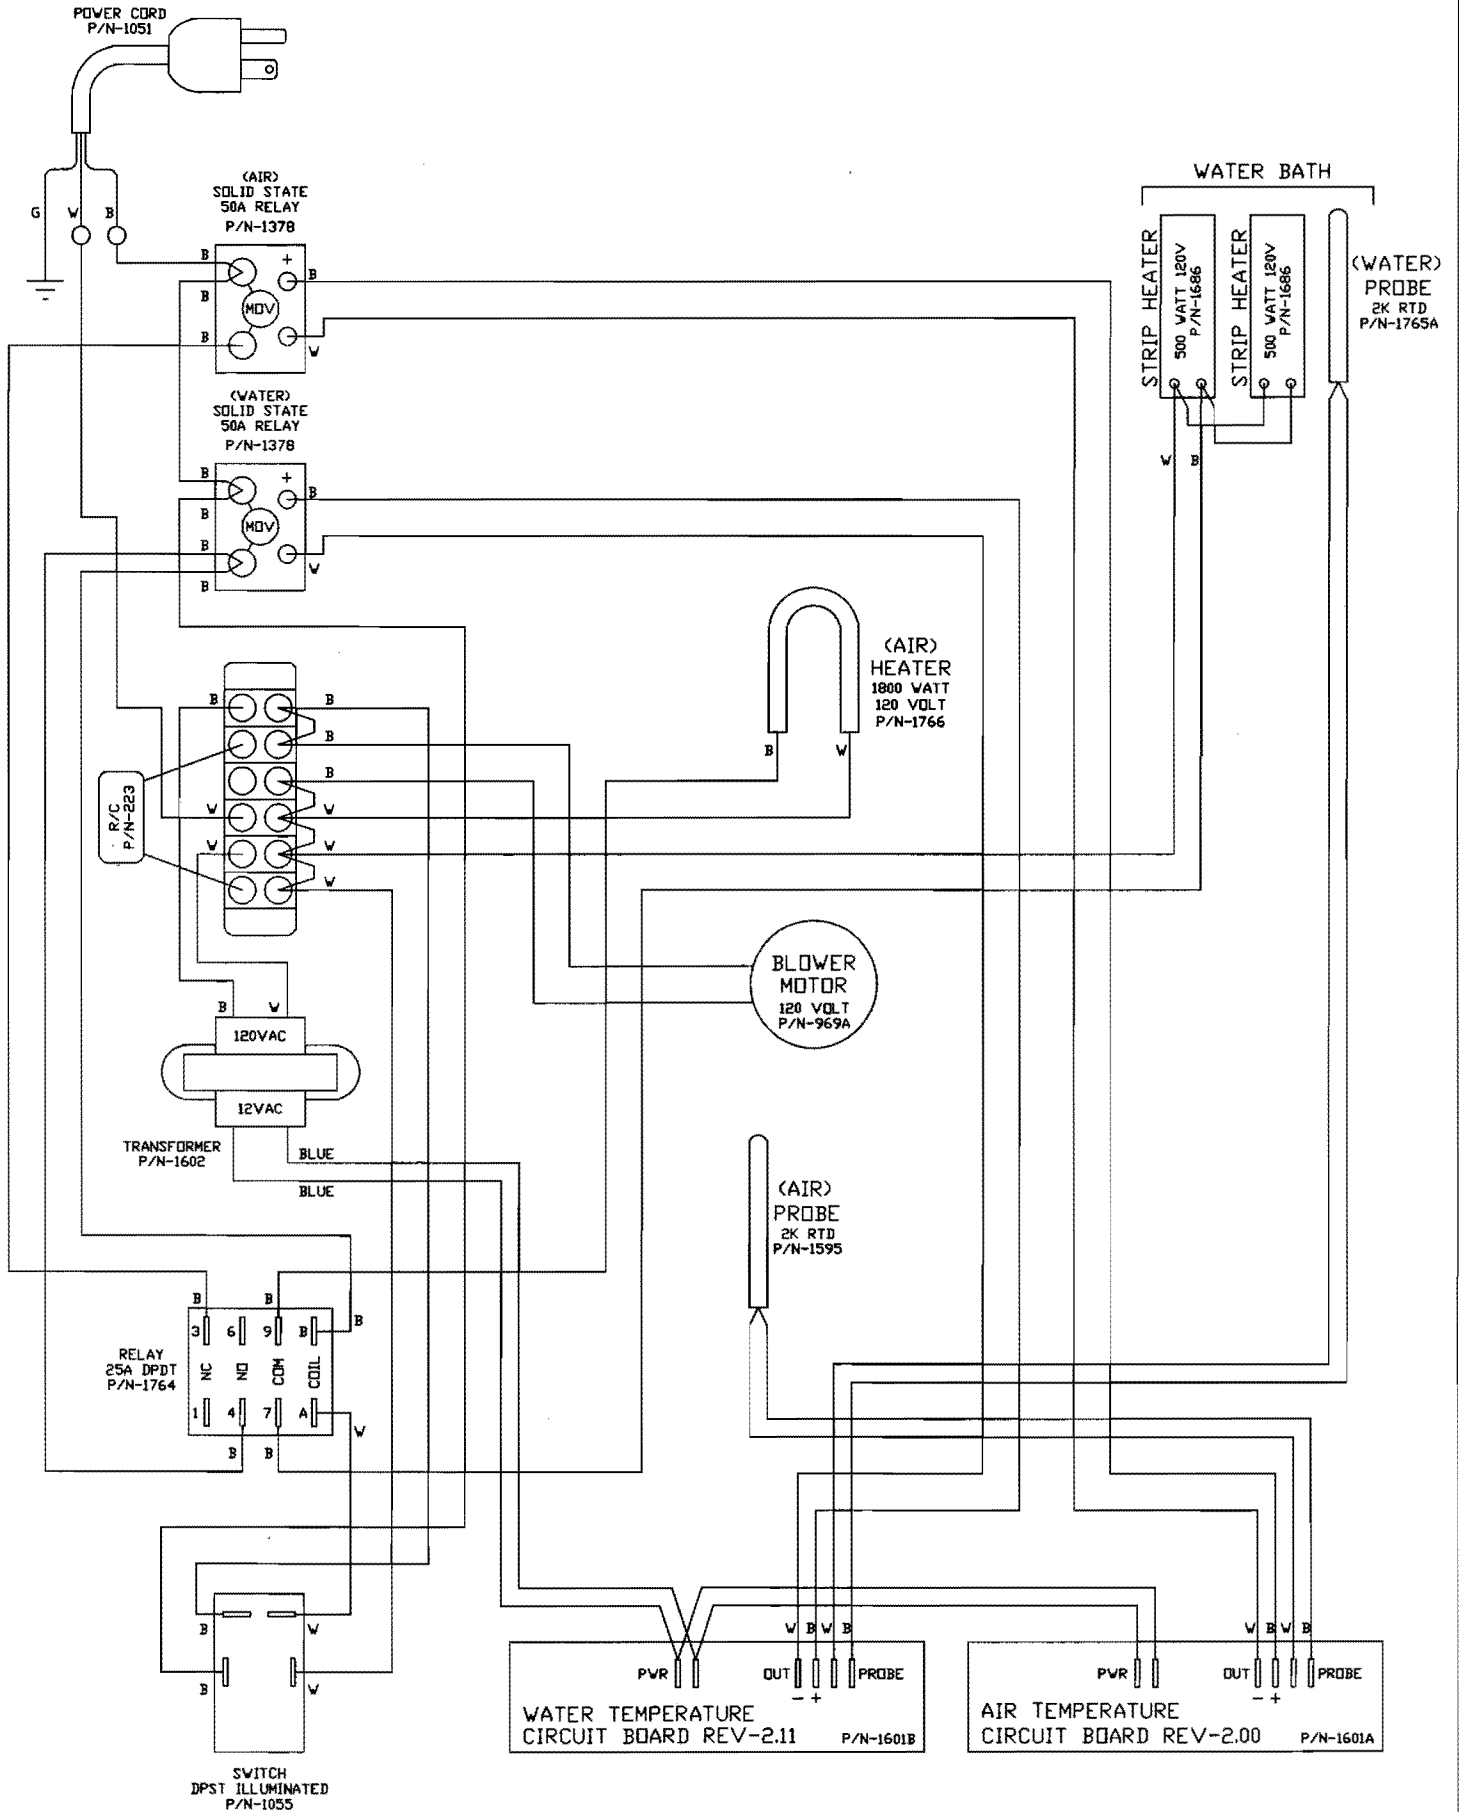 POWER CORD
P/N-1051
G
W
B
(AIR)
SOLID STATE
50A RELAY
P/N-1378
B
+
B
B
MOV
B
W
(WATER)
SOLID STATE
50A RELAY
P/N-1378
B
+
B
B
MOV
B
W
B
WATER BATH
STRIP HEATER
500 WATT 120V
P/N-1686
STRIP HEATER
500 WATT 120V
P/N-1686
(WATER)
PROBE
2K RTD
P/N-1765A
W
B
(AIR)
HEATER
1800 WATT
120 VOLT
P/N-1766
B
W
B
B
B
B
R/C
P/N-223
W
W
W
W
W
BLOWER
MOTOR
120 VOLT
P/N-969A
B
W
120VAC
12VAC
TRANSFORMER
P/N-1602
BLUE
BLUE
(AIR)
PROBE
2K RTD
P/N-1595
B
B
B
3
6
9
B
RELAY
25A DPDT
P/N-1764
NC
NO
COM
COIL
1
4
7
A
W
B
B
B
W
B
W
SWITCH
DPST ILLUMINATED
P/N-1055
W
B
W
B
PWR
OUT
PROBE
- +
WATER TEMPERATURE
CIRCUIT BOARD REV-2.11
P/N-1601B
W
B
W
B
PWR
OUT
PROBE
- +
AIR TEMPERATURE
CIRCUIT BOARD REV-2.00
P/N-1601A